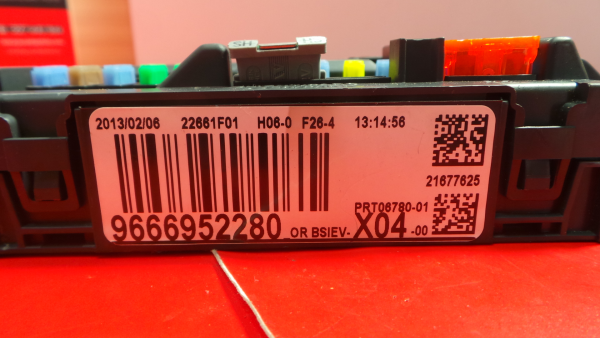 2013/02/06 22661F01 H06-0 F26-4 13:14:56
21677625
PRT06780-01
9666952280 OR BSIEV- X04 -00